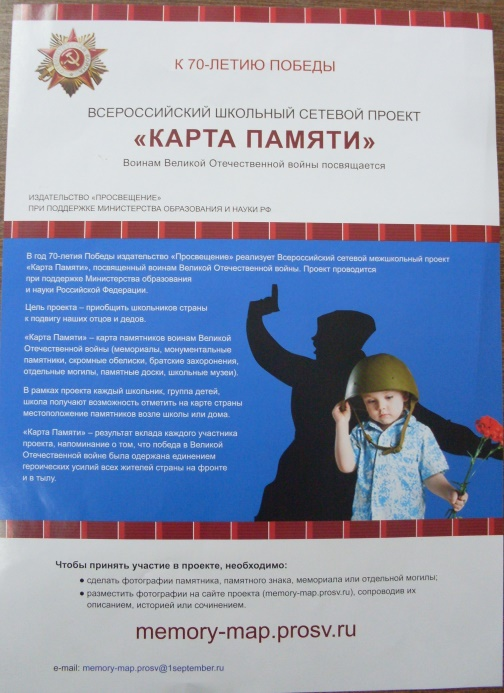 К 70-ЛЕТИЮ ПОБЕДЫ
ВСЕРОССИЙСКИЙ ШКОЛЬНЫЙ СЕТЕВОЙ ПРОЕКТ
«КАРТА ПАМЯТИ»
Воинам Великой Отечественной войны посвящается
ИЗДАТЕЛЬСТВО «ПРОСВЕЩЕНИЕ»
ПРИ ПОДДЕРЖКЕ МИНИСТЕРСТВА ОБРАЗОВАНИЯ И НАУКИ РФ
В год 70-летия Победы издательство «Просвещение» реализует Всероссийский сетевой межшкольный проект
«Карта Памяти», посвященный воинам Великой Отечественной войны. Проект проводится
при поддержке Министерства образования
и науки Российской Федерации.
Цель проекта – приобщить школьников страны
к подвигу наших отцов и дедов.
«Карта Памяти» – карта памятников воинам Великой
Отечественной войны (мемориалы, монументальные
памятники, скромные обелиски, братские захоронения,
отдельные могилы, памятные доски, школьные музеи).
В рамках проекта каждый школьник, группа детей,
школа получают возможность отметить на карте страны
местоположение памятников возле школы или дома.
«Карта Памяти» – результат вклада каждого участника
проекта, напоминание о том, что победа в Великой
Отечественной войне была одержана единением
героических усилий всех жителей страны на фронте
и в тылу.
Чтобы принять участие в проекте, необходимо:
● сделать фотографии памятника, памятного знака, мемориала или отдельной могилы;
● разместить фотографии на сайте проекта (memory-map.prosv.ru), сопроводив их
описанием, историей или сочинением.
memory-map.prosv.ru
e-mail: memory-map.prosv@1september.ru